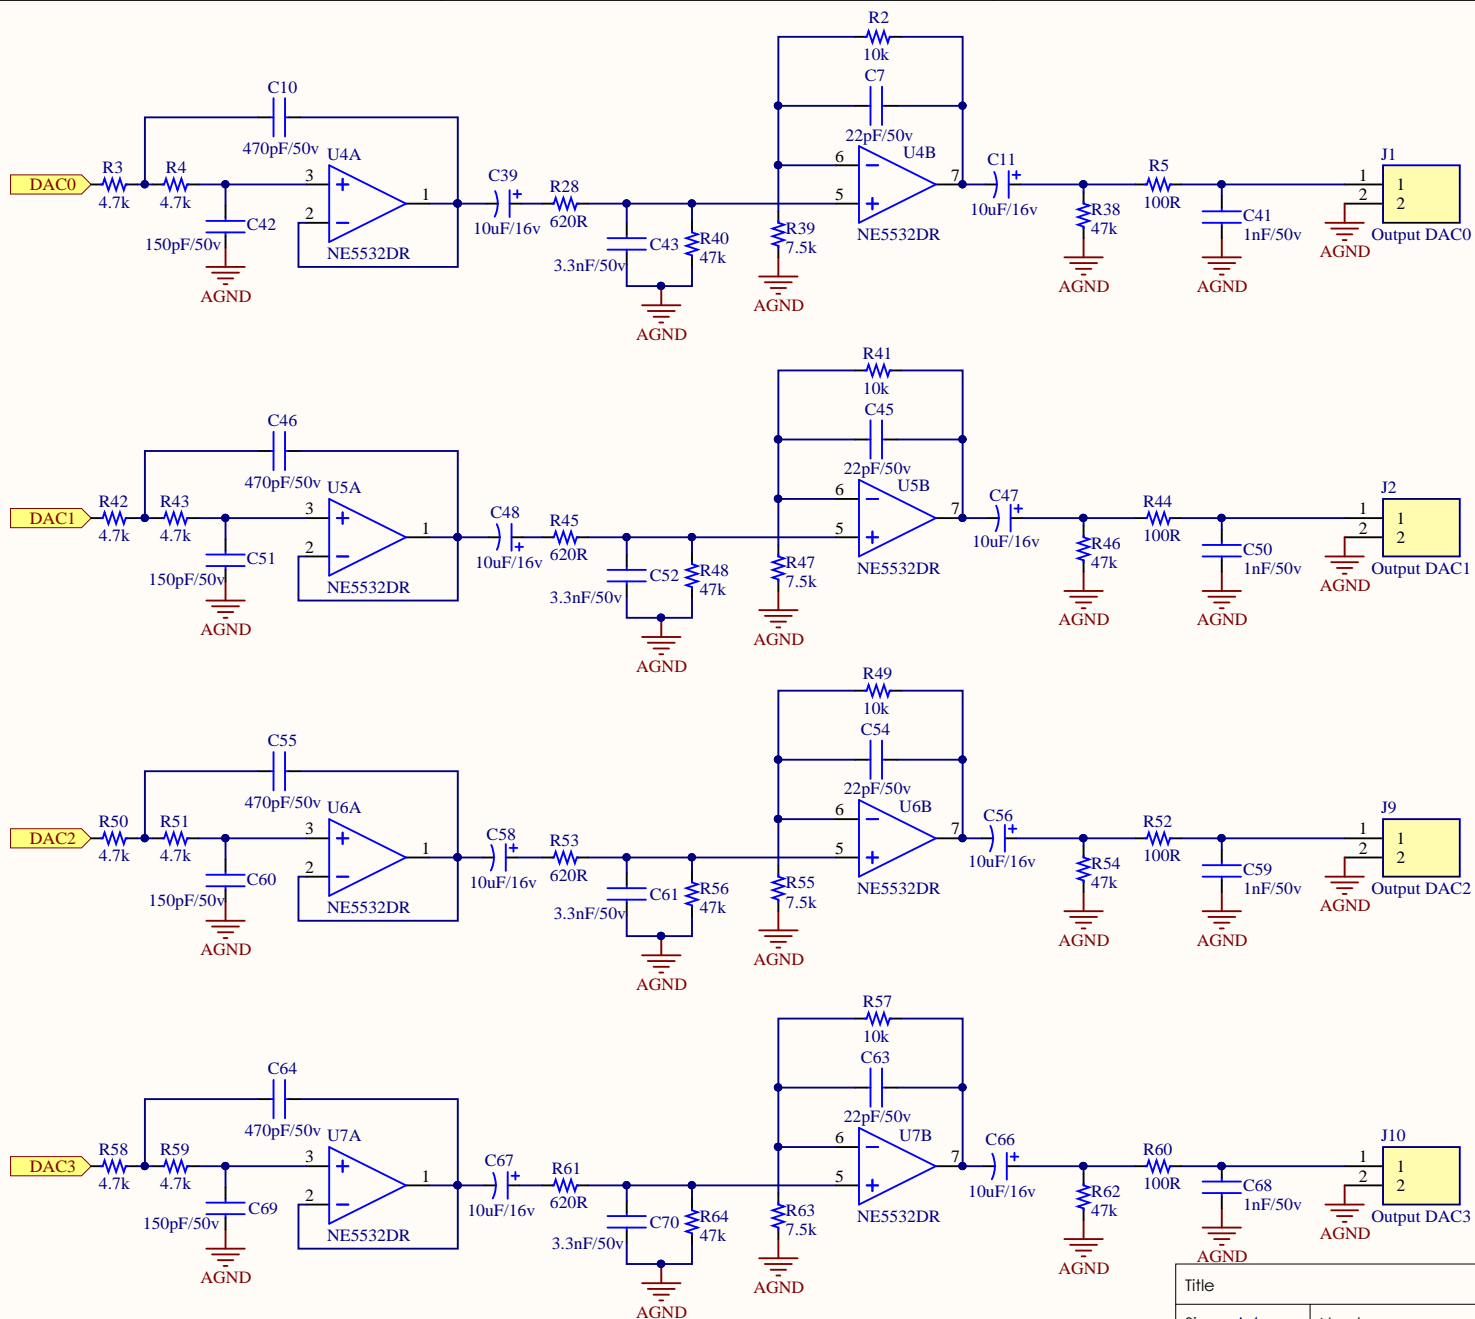 R2
10k
C10
C7
470pF/50v
22pF/50v
R3
R4
U4A
U4B
6
C11
R5
J1
DAC0
3
1
C39
R28
7
1
1
4.7k
4.7k
2
10uF/16v
620R
5
10uF/16v
100R
2
2
C42
150pF/50v
NE5532DR
C43
3.3nF/50v
R40
47k
R39
7.5k
NE5532DR
R38
47k
C41
1nF/50v
Output DAC0
AGND
AGND
AGND
AGND
AGND
AGND
R41
10k
C46
C45
470pF/50v
22pF/50v
R42
R43
U5A
U5B
6
C47
R44
J2
DAC1
3
1
C48
R45
7
1
1
4.7k
4.7k
2
10uF/16v
620R
5
10uF/16v
100R
2
2
C51
150pF/50v
NE5532DR
C52
3.3nF/50v
R48
47k
R47
7.5k
NE5532DR
R46
47k
C50
1nF/50v
Output DAC1
AGND
AGND
AGND
AGND
AGND
AGND
R49
10k
C55
C54
470pF/50v
22pF/50v
R50
R51
U6A
U6B
6
C56
R52
J9
DAC2
3
1
C58
R53
7
1
1
4.7k
4.7k
2
10uF/16v
620R
5
10uF/16v
100R
2
2
C60
150pF/50v
NE5532DR
C61
3.3nF/50v
R56
47k
R55
7.5k
NE5532DR
R54
47k
C59
1nF/50v
Output DAC2
AGND
AGND
AGND
AGND
AGND
AGND
R57
10k
C64
C63
470pF/50v
22pF/50v
R58
R59
U7A
U7B
6
C66
R60
J10
DAC3
3
1
C67
R61
7
1
1
4.7k
4.7k
2
10uF/16v
620R
5
10uF/16v
100R
2
2
C69
150pF/50v
NE5532DR
C70
3.3nF/50v
R64
47k
R63
7.5k
NE5532DR
R62
47k
C68
1nF/50v
Output DAC3
AGND
AGND
AGND
AGND
AGND
AGND
Title